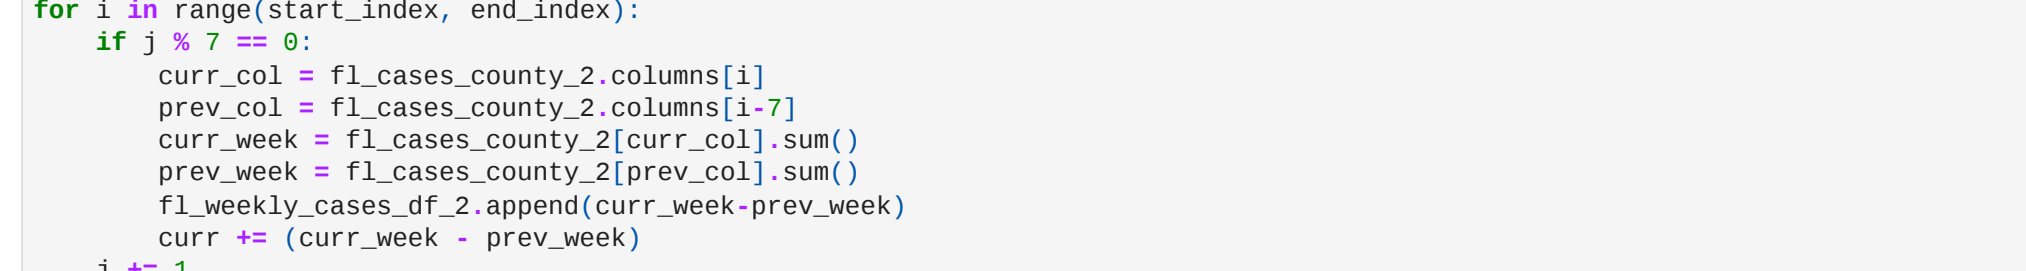 for i in range(start_index, end_index):
    if j % 7 == 0:
        curr_col = fl_cases_county_2.columns[i]
        prev_col = fl_cases_county_2.columns[i-7]
        curr_week = fl_cases_county_2[curr_col].sum()
        prev_week = fl_cases_county_2[prev_col].sum()
        fl_weekly_cases_df_2.append(curr_week-prev_week)
        curr += (curr_week - prev_week)
    j += 1